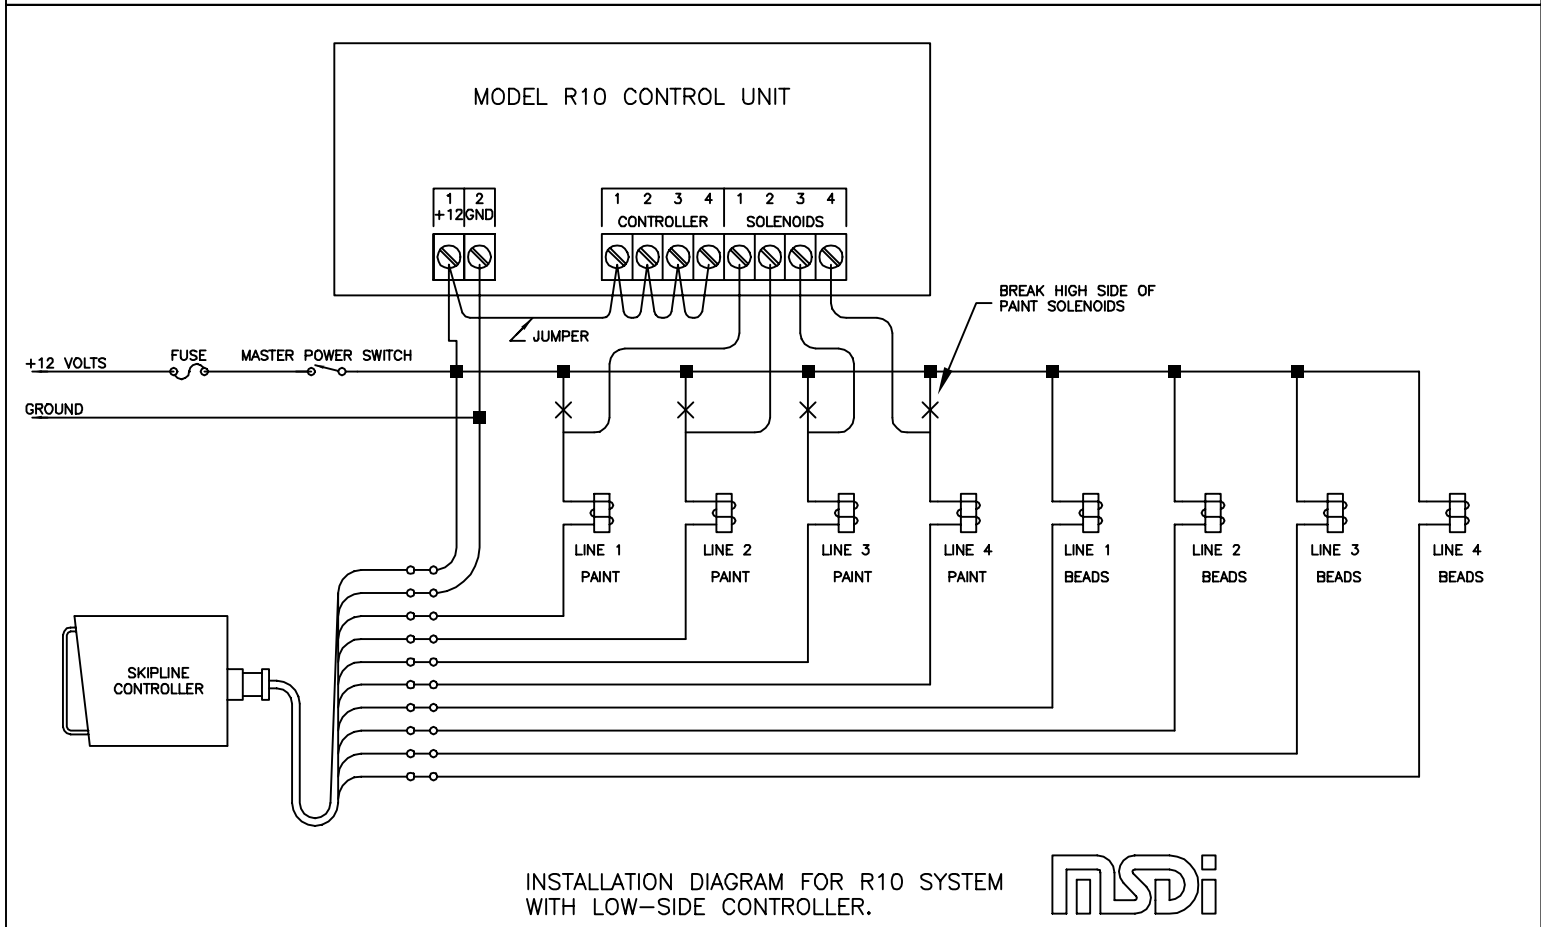 MODEL R10 CONTROL UNIT
1 2
+12 GND
1 2 3 4 1 2 3 4
CONTROLLER SOLENOIDS
BREAK HIGH SIDE OF
PAINT SOLENOIDS
JUMPER
+12 VOLTS
FUSE
MASTER POWER SWITCH
GROUND
LINE 1 LINE 2 LINE 3 LINE 4 LINE 1 LINE 2 LINE 3 LINE 4
PAINT PAINT PAINT PAINT BEADS BEADS BEADS BEADS
SKIPLINE
CONTROLLER
INSTALLATION DIAGRAM FOR R10 SYSTEM
WITH LOW-SIDE CONTROLLER.
MSDi